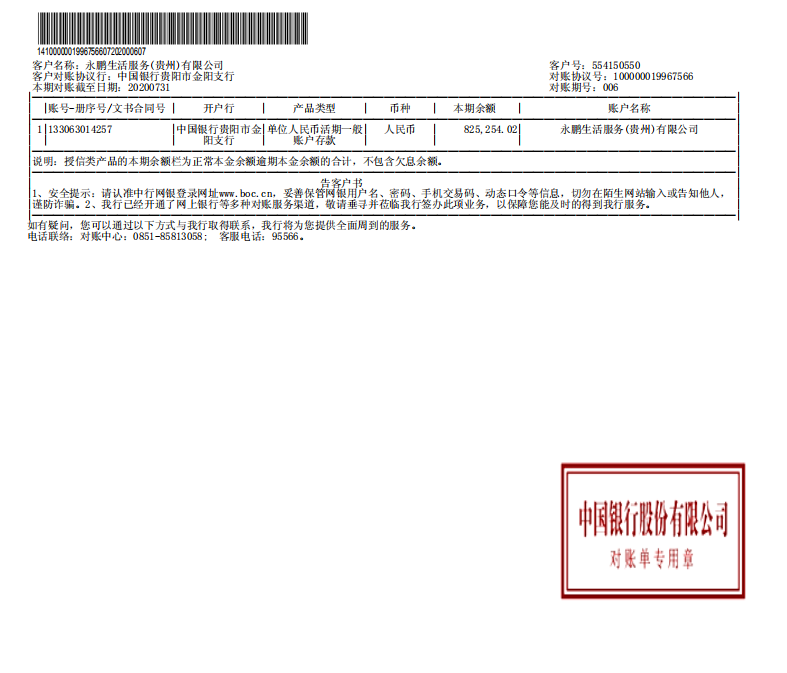 1410000001996756607202000607
客户名称：永鹏生活服务(贵州)有限公司 客户号：554150550
客户对账协议行：中国银行贵阳市金阳支行 对账协议号：100000019967566
本期对账截至日期：20200731 对账期号：006
账号-册序号/文书合同号 开户行 产品类型 币种 本期余额 账户名称
1 133063014257 中国银行贵阳市金 单位人民币活期一般 人民币 825,254.02 永鹏生活服务(贵州)有限公司
阳支行 账户存款
说明：授信类产品的本期余额栏为正常本金余额逾期本金余额的合计，不包含欠息余额。
告客户书
1、安全提示：请认准中行网银登录网址www.boc.cn，妥善保管网银用户名、密码、手机交易码、动态口令等信息，切勿在陌生网站输入或告知他人，
谨防诈骗。2、我行已经开通了网上银行等多种对账服务渠道，敬请垂寻并莅临我行签办此项业务，以保障您能及时的得到我行服务。
如有疑问，您可以通过以下方式与我行取得联系，我行将为您提供全面周到的服务。
电话联络：对账中心：0851-85813058； 客服电话：95566。
中国银行股份有限公司
对账单专用章